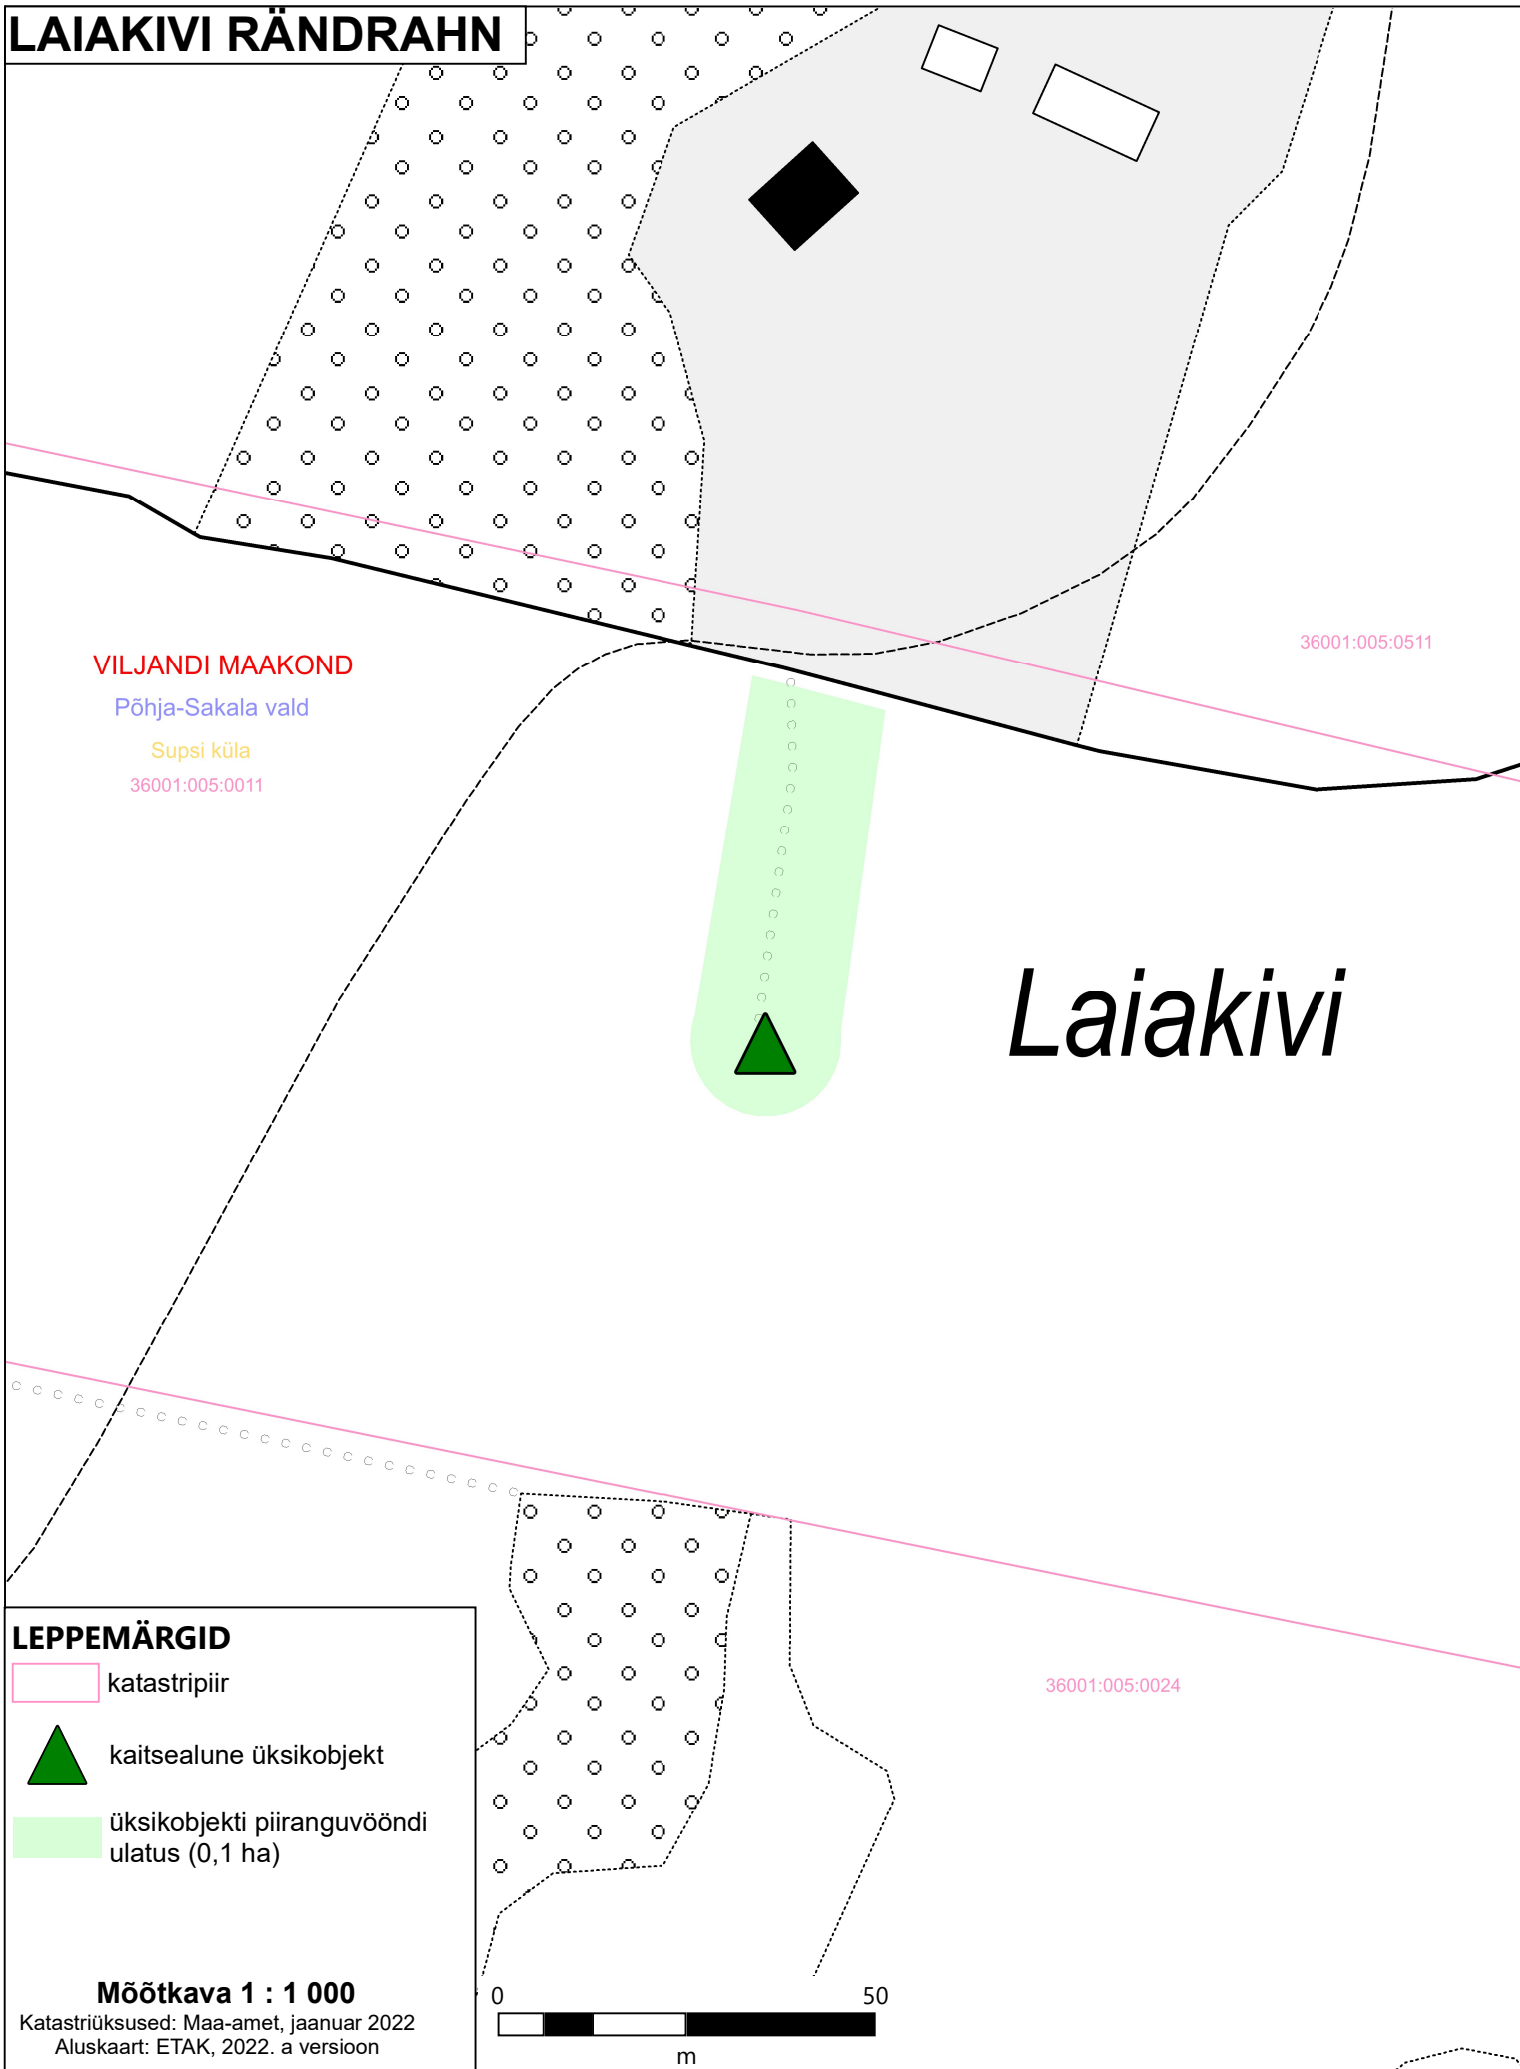 LAIAKIVI RÄNDRAHN
36001:005:0511
VILJANDI MAAKOND
Põhja-Sakala vald
Supsi küla
36001:005:0011
Laiakivi
36001:005:0024
LEPPEMÄRGID
katastripiir
kaitsealune üksikobjekt
üksikobjekti piiranguvööndi
ulatus (0,1 ha)
Mõõtkava 1 : 1 000
Katastriüksused: Maa-amet, jaanuar 2022
Aluskaart: ETAK, 2022. a versioon
0 50
m